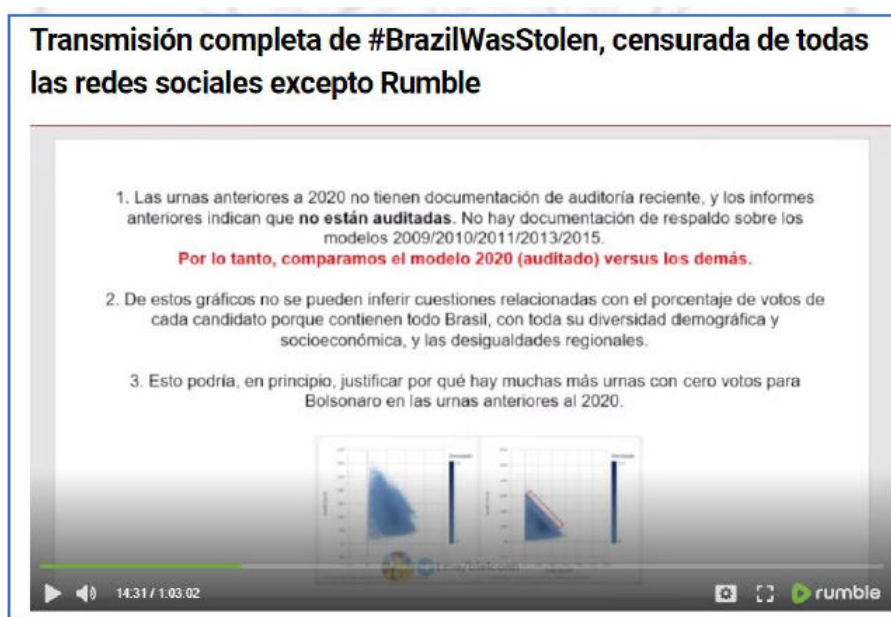 Transmisión completa de #BrazilWasStolen, censurada de todas
las redes sociales excepto Rumble
1. Las urnas anteriores a 2020 no tienen documentación de auditoría reciente, y los informes
anteriores indican que no están auditadas. No hay documentación de respaldo sobre los
modelos 2009/2010/2011/2013/2015.
Por lo tanto, comparamos el modelo 2020 (auditado) versus los demás.
2. De estos gráficos no se pueden inferir cuestiones relacionadas con el porcentaje de votos de
cada candidato porque contienen todo Brasil, con toda su diversidad demográfica y
socioeconómica, y las desigualdades regionales.
3. Esto podría, en principio, justificar por qué hay muchas más urnas con cero votos para
Bolsonaro en las urnas anteriores al 2020.
14:31 / 1:03:02
rumble